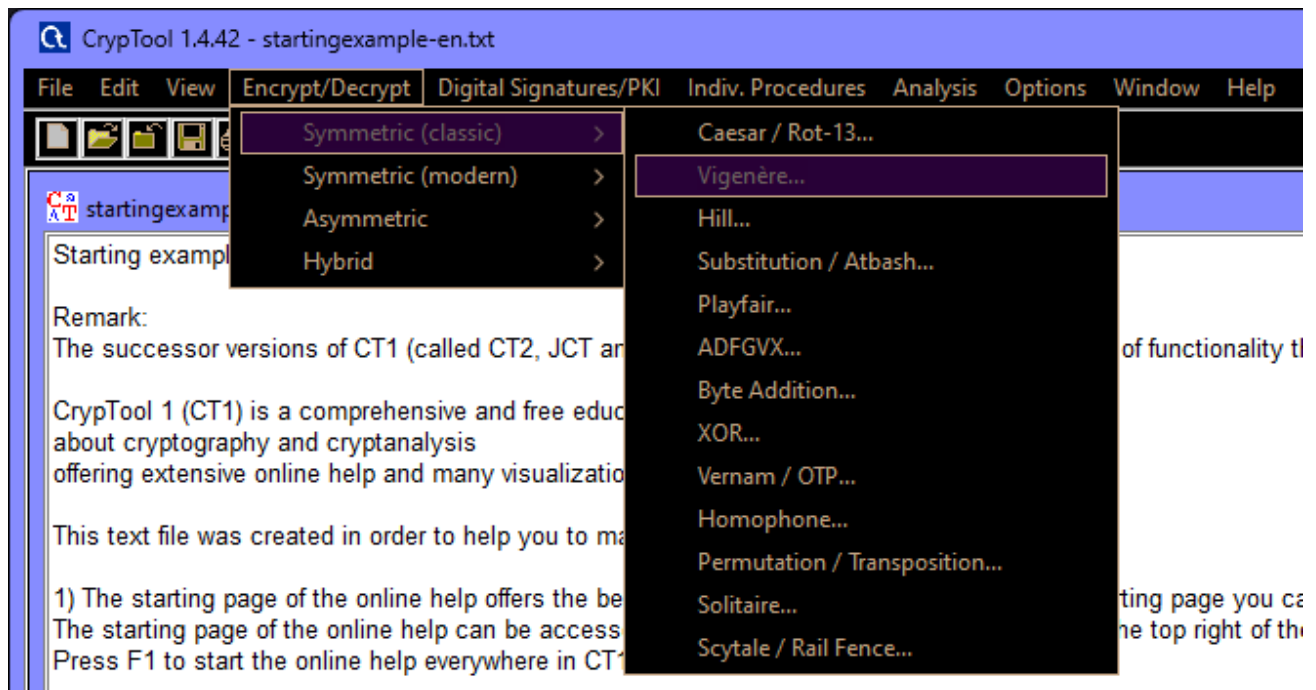 CrypTool 1.4.42 - startingexample-en.txt
File Edit View Encrypt/Decrypt Digital Signatures/PKI Indiv. Procedures Analysis Options Window Help
Symmetric (classic) >
Symmetric (modern) >
Asymmetric >
Hybrid >
Caesar / Rot-13...
Vigenère...
Hill...
Substitution / Atbash...
Playfair...
ADFGVX...
Byte Addition...
XOR...
Vernam / OTP...
Homophone...
Permutation / Transposition...
Solitaire...
Scytale / Rail Fence...
startingexamp
Starting exampl
Remark:
The successor versions of CT1 (called CT2, JCT an of functionality th
CrypTool 1 (CT1) is a comprehensive and free educ
about cryptography and cryptanalysis
offering extensive online help and many visualizatio
This text file was created in order to help you to ma
1) The starting page of the online help offers the be rting page you ca
The starting page of the online help can be access he top right of the
Press F1 to start the online help everywhere in CT1